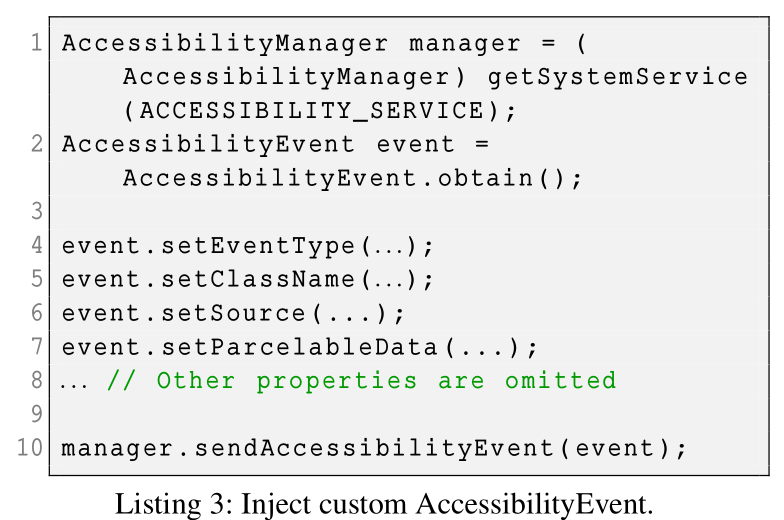 1 AccessibilityManager manager = (
AccessibilityManager) getSystemService
(ACCESSIBILITY_SERVICE);
2 AccessibilityEvent event =
AccessibilityEvent.obtain();
3
4 event.setEventType(...);
5 event.setClassName(...);
6 event.setSource(...);
7 event.setParcelableData(...);
8 ... // Other properties are omitted
9
10 manager.sendAccessibilityEvent(event);
Listing 3: Inject custom AccessibilityEvent.